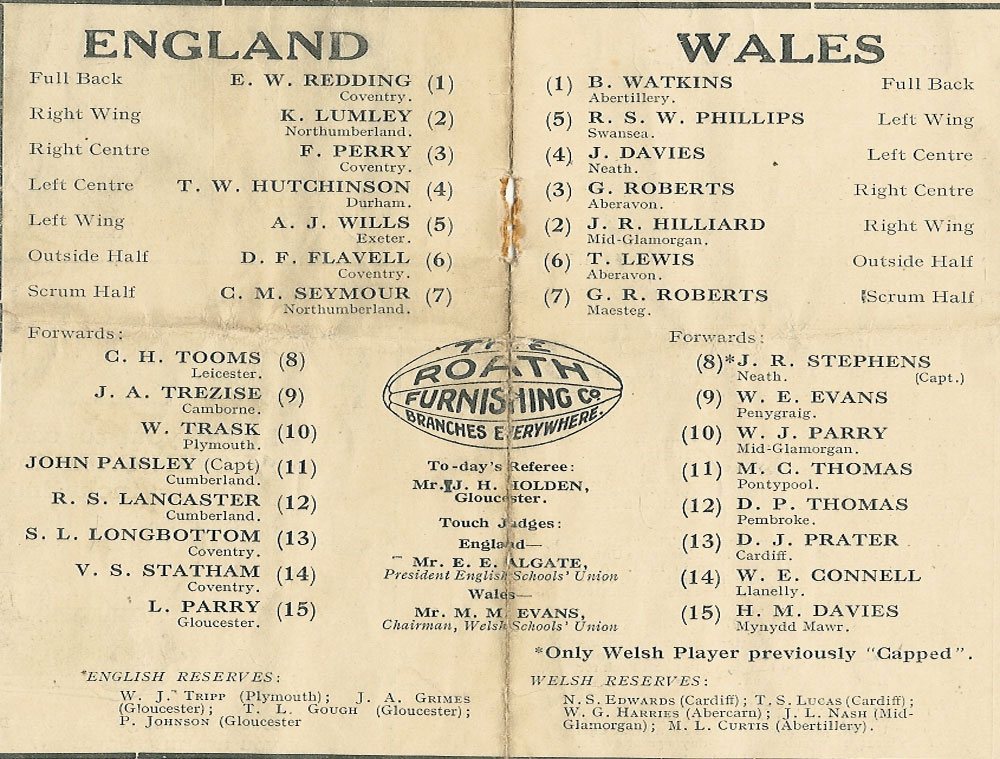 ENGLAND
Full Back E. W. REDDING (1)
Coventry.
Right Wing K. LUMLEY (2)
Northumberland.
Right Centre F. PERRY (3)
Coventry.
Left Centre T. W. HUTCHINSON (4)
Durham.
Left Wing A. J. WILLS (5)
Exeter.
Outside Half D. F. FLAVELL (6)
Coventry.
Scrum Half C. M. SEYMOUR (7)
Northumberland.
Forwards:
C. H. TOOMS (8)
Leicester.
J. A. TREZISE (9)
Camborne.
W. TRASK (10)
Plymouth.
JOHN PAISLEY (Capt) (11)
Cumberland.
R. S. LANCASTER (12)
Cumberland.
S. L. LONGBOTTOM (13)
Coventry.
V. S. STATHAM (14)
Coventry.
L. PARRY (15)
Gloucester.
ENGLISH RESERVES:
W. J. TRIPP (Plymouth); J. A. GRIMES
(Gloucester); T. L. GOUGH (Gloucester);
P. JOHNSON (Gloucester
THE
ROATH
FURNISHING Co
BRANCHES EVERYWHERE.
To-day's Referee:
Mr. J. H. HOLDEN,
Gloucester.
Touch Judges:
England—
Mr. E. E. ALGATE,
President English Schools' Union
Wales—
Mr. M. M. EVANS,
Chairman, Welsh Schools' Union
WALES
(1) B. WATKINS Full Back
Abertillery.
(5) R. S. W. PHILLIPS Left Wing
Swansea.
(4) J. DAVIES Left Centre
Neath.
(3) G. ROBERTS Right Centre
Aberavon.
(2) J. R. HILLIARD Right Wing
Mid-Glamorgan.
(6) T. LEWIS Outside Half
Aberavon.
(7) G. R. ROBERTS Scrum Half
Maesteg.
Forwards:
(8)*J. R. STEPHENS
Neath. (Capt.)
(9) W. E. EVANS
Penygraig.
(10) W. J. PARRY
Mid-Glamorgan.
(11) M. C. THOMAS
Pontypool.
(12) D. P. THOMAS
Pembroke.
(13) D. J. PRATER
Cardiff.
(14) W. E. CONNELL
Llanelly.
(15) H. M. DAVIES
Mynydd Mawr.
*Only Welsh Player previously "Capped".
WELSH RESERVES:
N. S. EDWARDS (Cardiff); T. S. LUCAS (Cardiff);
W. G. HARRIES (Abercarn); J. L. NASH (Mid-
Glamorgan); M. L. CURTIS (Abertillery).